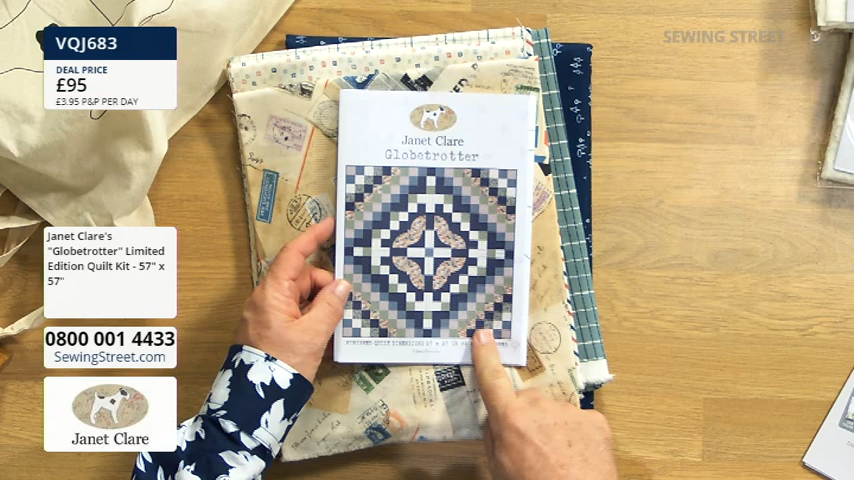 VQJ683
DEAL PRICE
£95
£3.95 P&P PER DAY
Janet Clare's
"Globetrotter" Limited
Edition Quilt Kit - 57" x
57"
0800 001 4433
SewingStreet.com
Janet Clare
SEWING STREET
Janet Clare
Globetrotter